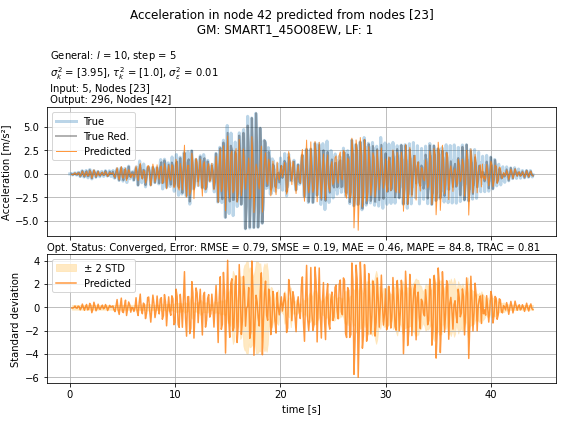 Acceleration in node 42 predicted from nodes [23]
GM: SMART1_45O08EW, LF: 1
General: l = 10, step = 5
σ²ₖ = [3.95], τ²ₖ = [1.0], σ²ε = 0.01
Input: 5, Nodes [23]
Output: 296, Nodes [42]
Acceleration [m/s²]
5.0
2.5
0.0
−2.5
−5.0
True
True Red.
Predicted
Opt. Status: Converged, Error: RMSE = 0.79, SMSE = 0.19, MAE = 0.46, MAPE = 84.8, TRAC = 0.81
Standard deviation
4
2
0
−2
−4
−6
± 2 STD
Predicted
0 10 20 30 40
time [s]